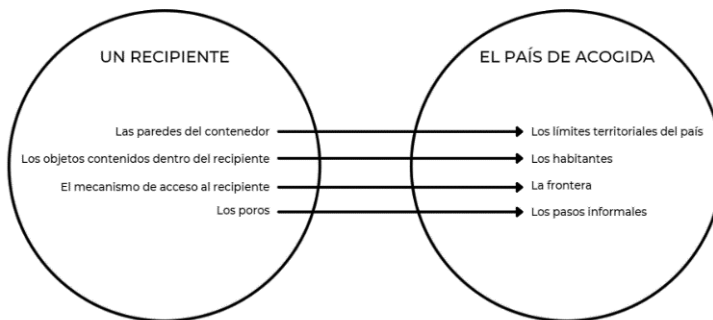 UN RECIPIENTE
EL PAÍS DE ACOGIDA
Las paredes del contenedor
Los límites territoriales del país
Los objetos contenidos dentro del recipiente
Los habitantes
El mecanismo de acceso al recipiente
La frontera
Los poros
Los pasos informales